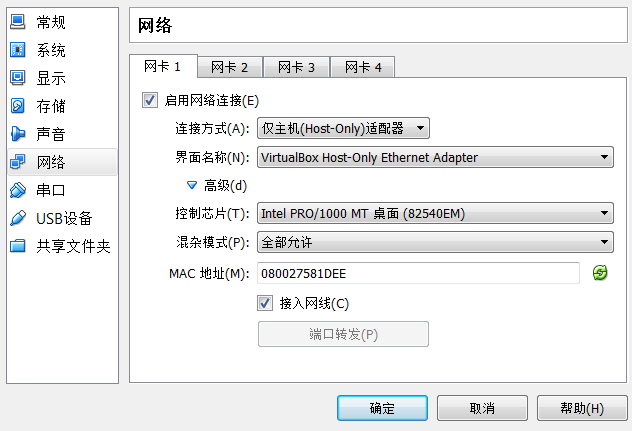 常规
系统
显示
存储
声音
网络
串口
USB设备
共享文件夹
网络
网卡 1 网卡 2 网卡 3 网卡 4
启用网络连接(E)
连接方式(A): 仅主机(Host-Only)适配器
界面名称(N): VirtualBox Host-Only Ethernet Adapter
高级(d)
控制芯片(T): Intel PRO/1000 MT 桌面 (82540EM)
混杂模式(P): 全部允许
MAC 地址(M): 080027581DEE
接入网线(C)
端口转发(P)
确定 取消 帮助(H)